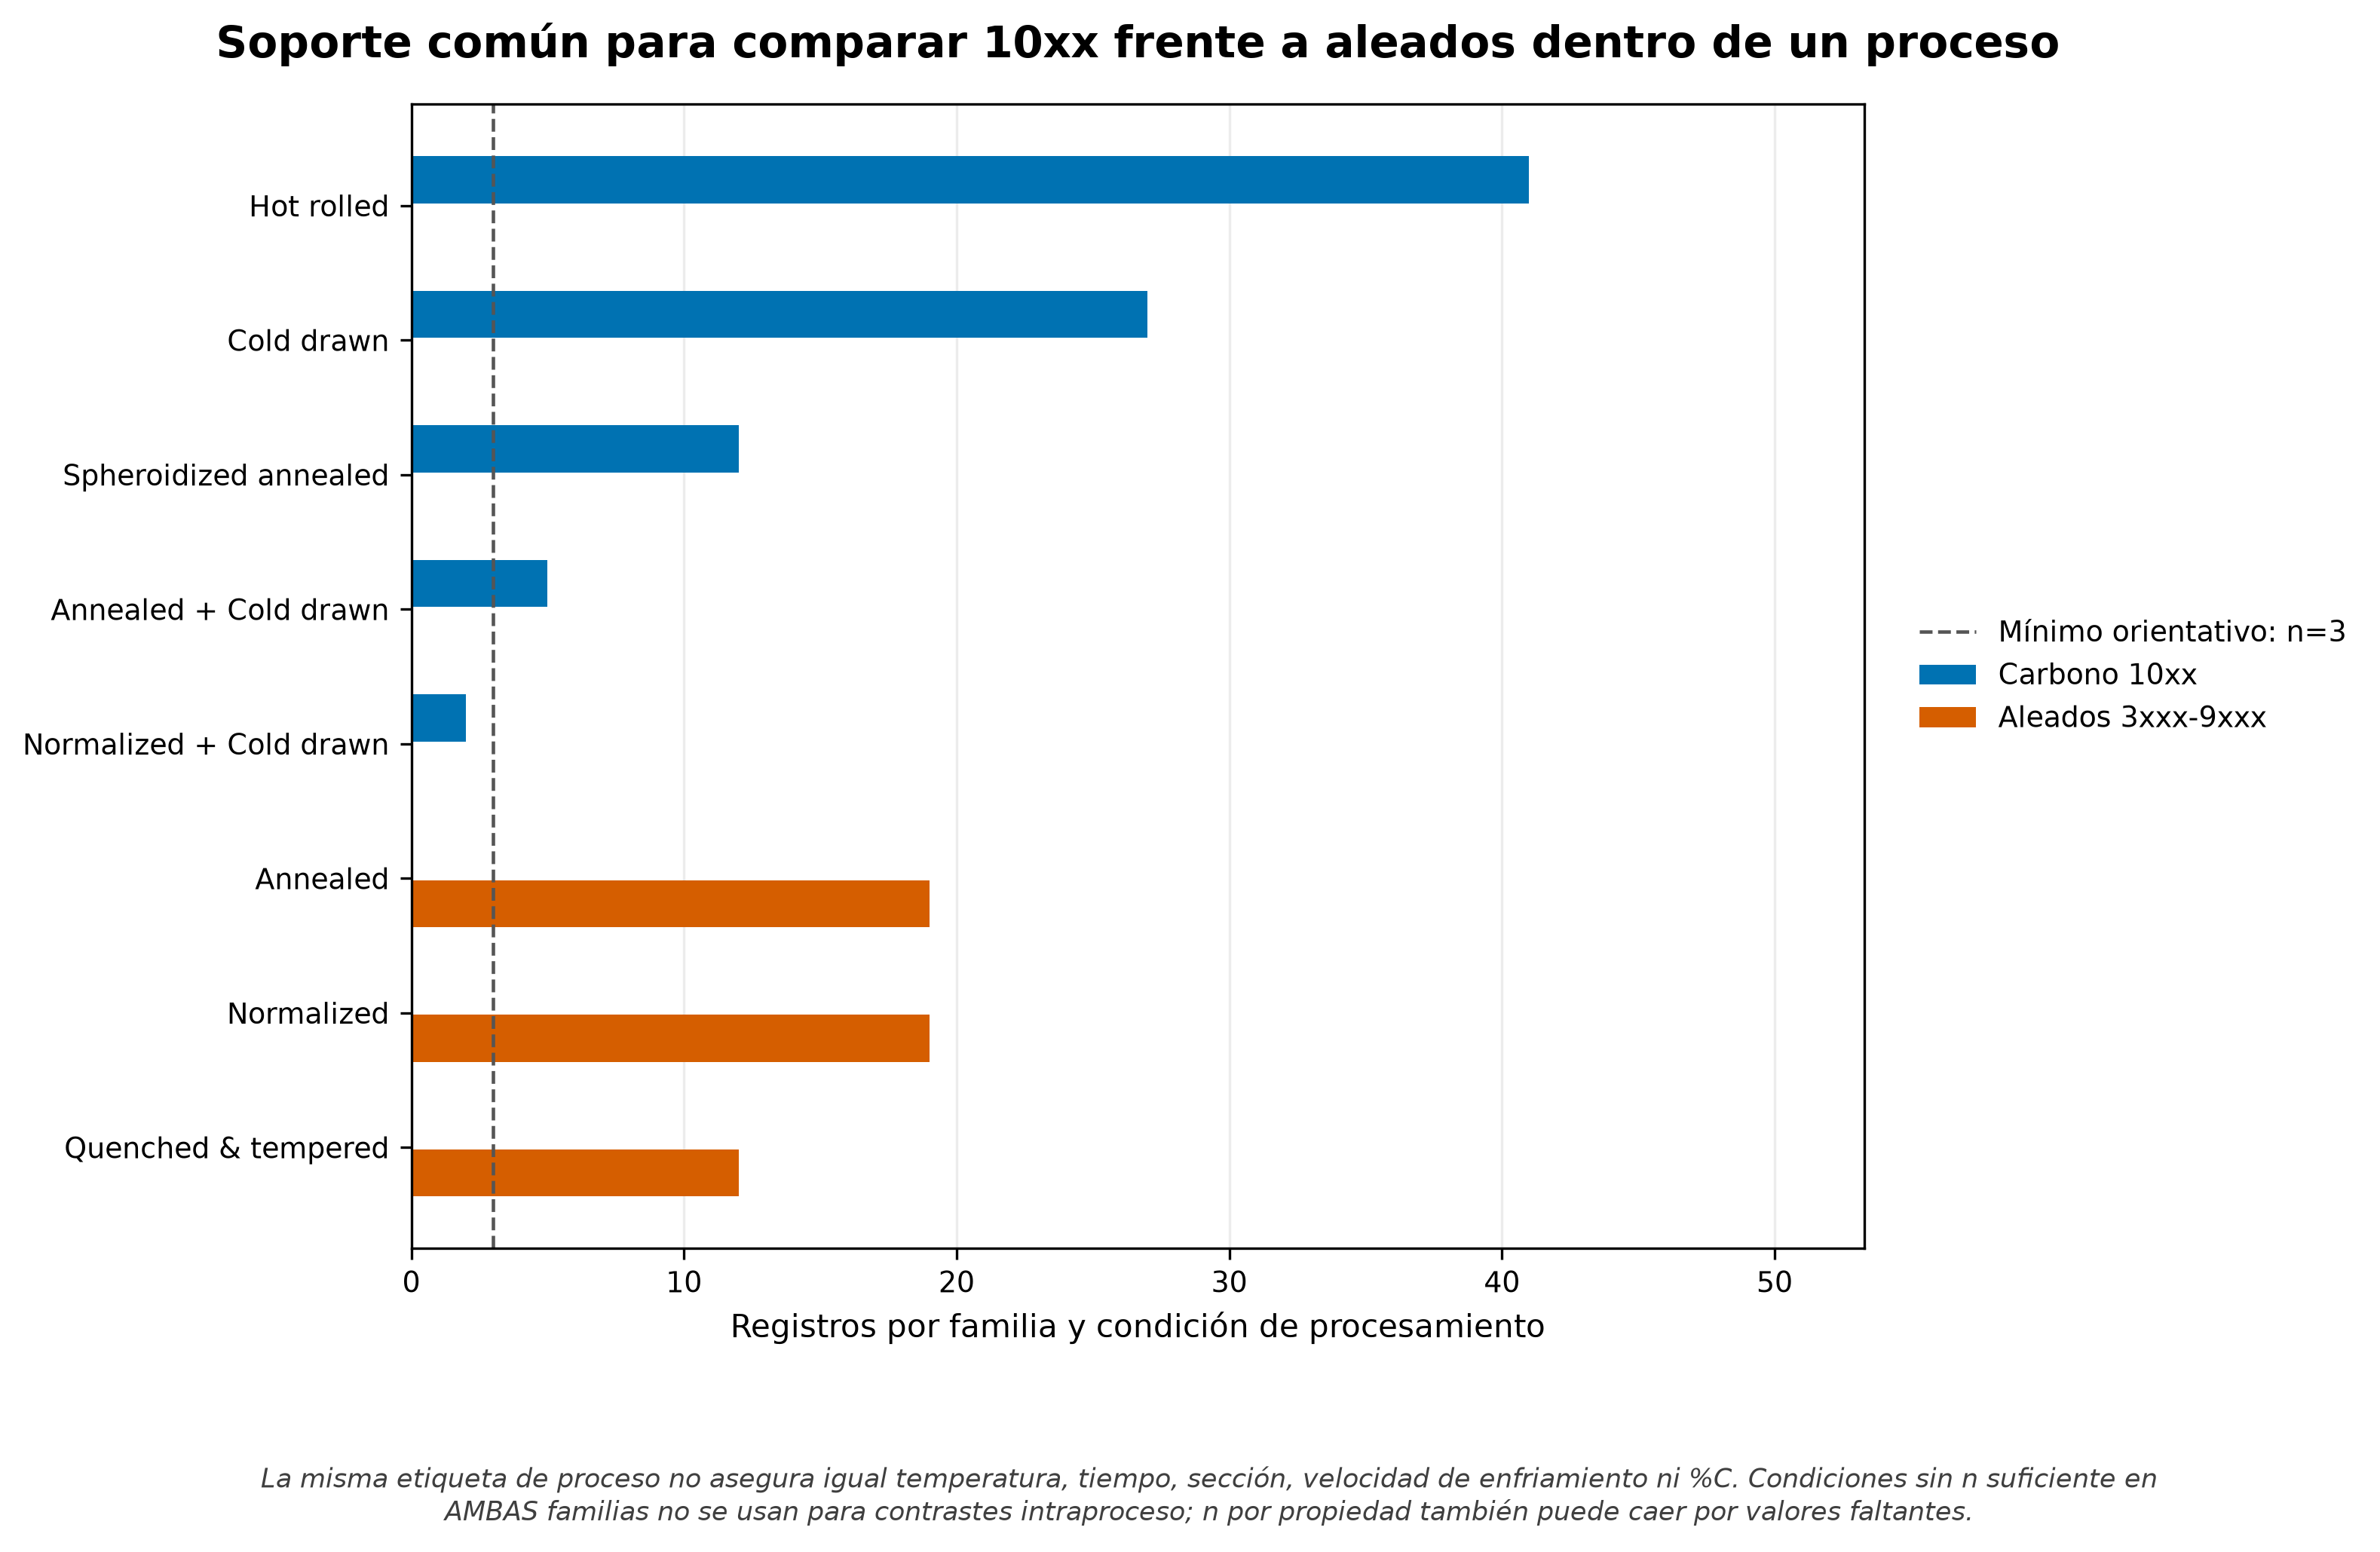 Soporte común para comparar 10xx frente a aleados dentro de un proceso
Hot rolled
Cold drawn
Spheroidized annealed
Annealed + Cold drawn
Normalized + Cold drawn
Annealed
Normalized
Quenched & tempered
0 10 20 30 40 50
Registros por familia y condición de procesamiento
Mínimo orientativo: n=3
Carbono 10xx
Aleados 3xxx-9xxx
La misma etiqueta de proceso no asegura igual temperatura, tiempo, sección, velocidad de enfriamiento ni %C. Condiciones sin n suficiente en
AMBAS familias no se usan para contrastes intraproceso; n por propiedad también puede caer por valores faltantes.